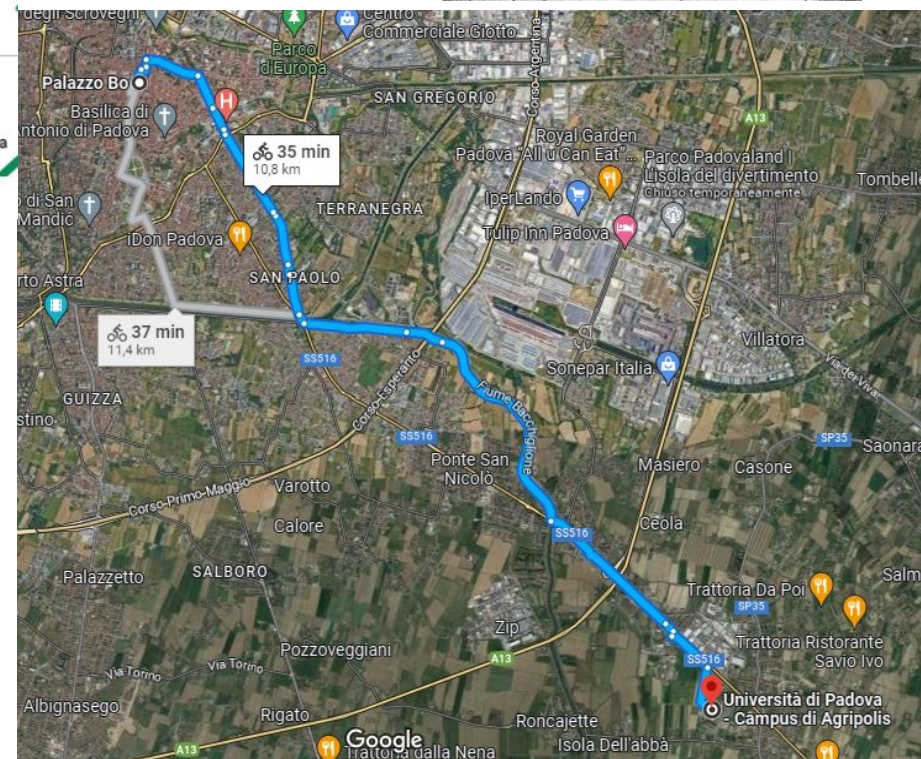 degli Scrovegni
Centro
Commerciale Giotto
Parco
d'Europa
Palazzo Bo
SAN GREGORIO
Corso-Argentina
A13
Basilica di
Antonio di Padova
35 min
10,8 km
Royal Garden
Padova "All u Can Eat"...
Parco Padovaland |
L'isola del divertimento
Chiuso temporaneamente
Tombelle
IperLando
o di San
Mandić
TERRANEGRA
Tulip Inn Padova
iDon Padova
SAN PAOLO
rto Astra
37 min
11,4 km
SS516
Villatora
Sonepar Italia
Via dei Viva
GUIZZA
Corso-Esperanto
Fiume Bacchiglione
stino
SS516
SP35
Saonara
Ponte San
Nicolò
Masiero
Casone
Varotto
Corso-Primo-Maggio
Calore
SS516
Ceola
Palazzetto
SALBORO
Trattoria Da Poi
Salm
SP35
Zip
Trattoria Ristorante
Savio Ivo
Pozzoveggiani
A13
SS516
Via-Torino
Via Torino
Università di Padova
- Campus di Agripolis
Albignasego
Rigato
Roncajette
Google
Isola Dell'abbà
A13
Trattoria dalla Nena